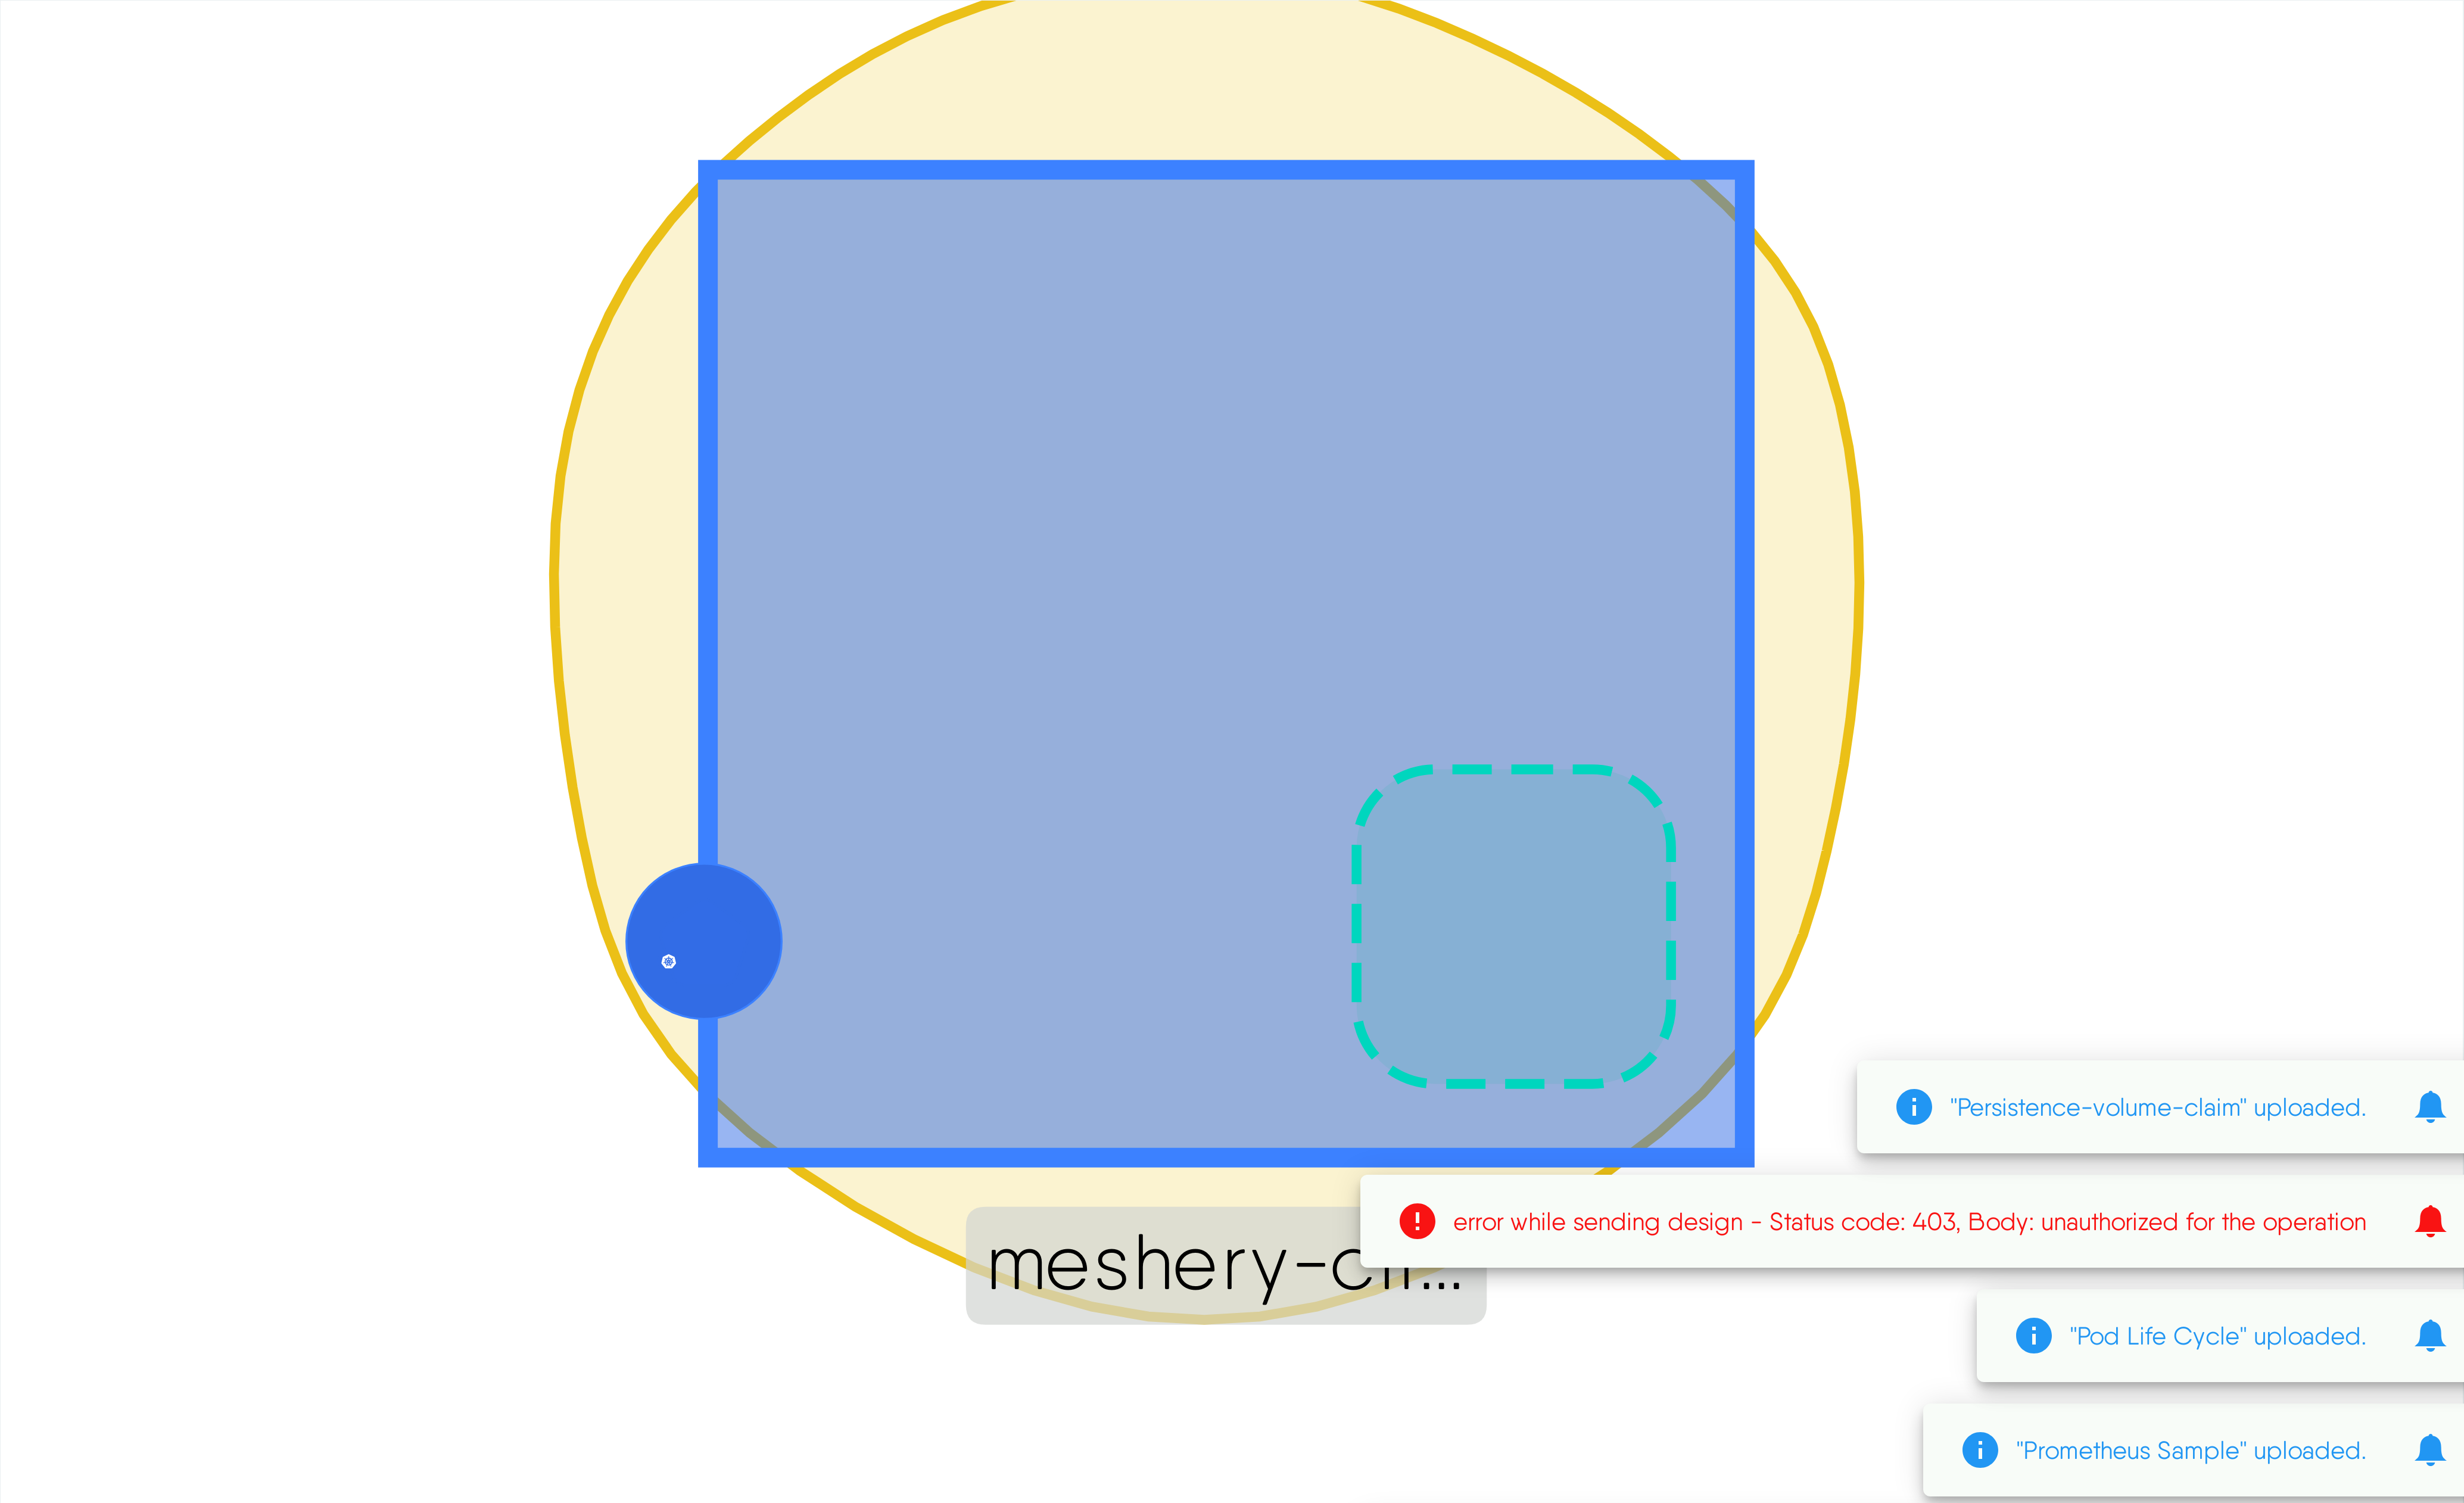 "Persistence-volume-claim" uploaded.
error while sending design - Status code: 403, Body: unauthorized for the operation
meshery-...
"Pod Life Cycle" uploaded.
"Prometheus Sample" uploaded.